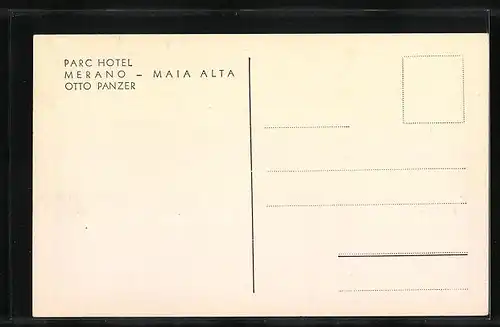 PARC HOTEL
MERANO – MAIA ALTA
OTTO PANZER